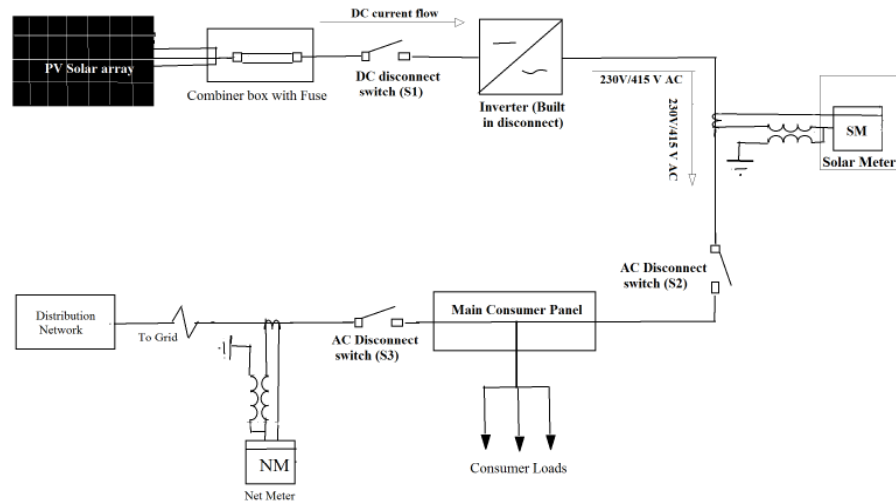 DC current flow
PV Solar array
Combiner box with Fuse
DC disconnect
switch (S1)
Inverter (Built
in disconnect)
230V/415 V AC
230V/415 V AC
SM
Solar Meter
AC Disconnect
switch (S2)
Distribution
Network
To Grid
AC Disconnect
switch (S3)
Main Consumer Panel
NM
Net Meter
Consumer Loads